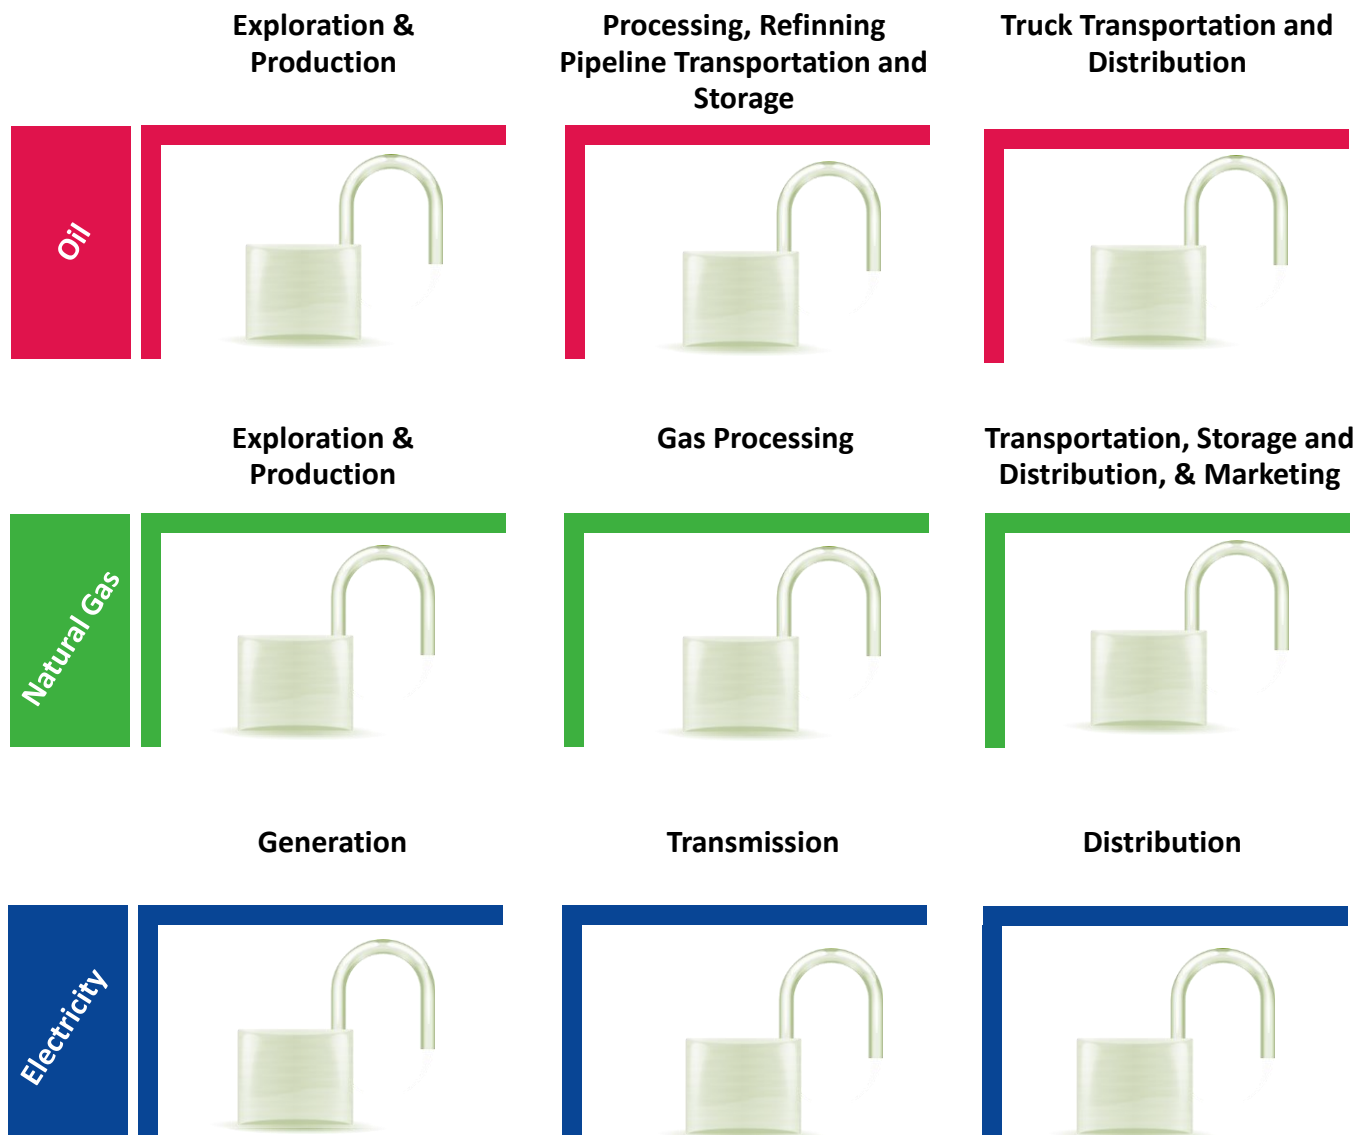 Exploration &
Production
Processing, Refinning
Pipeline Transportation and
Storage
Truck Transportation and
Distribution
Oil
Exploration &
Production
Gas Processing
Transportation, Storage and
Distribution, & Marketing
Natural Gas
Generation
Transmission
Distribution
Electricity